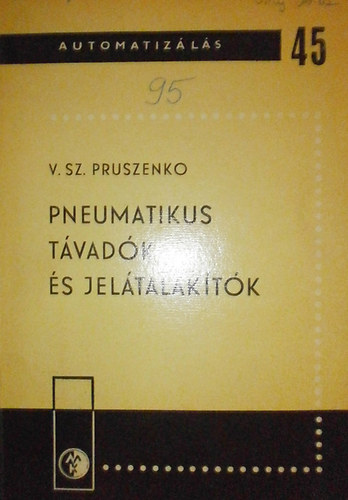 AUTOMATIZÁLÁS 45
95
V. SZ. PRUSZENKO
PNEUMATIKUS
TÁVADÓK
ÉS JELÁTALAKÍTÓK